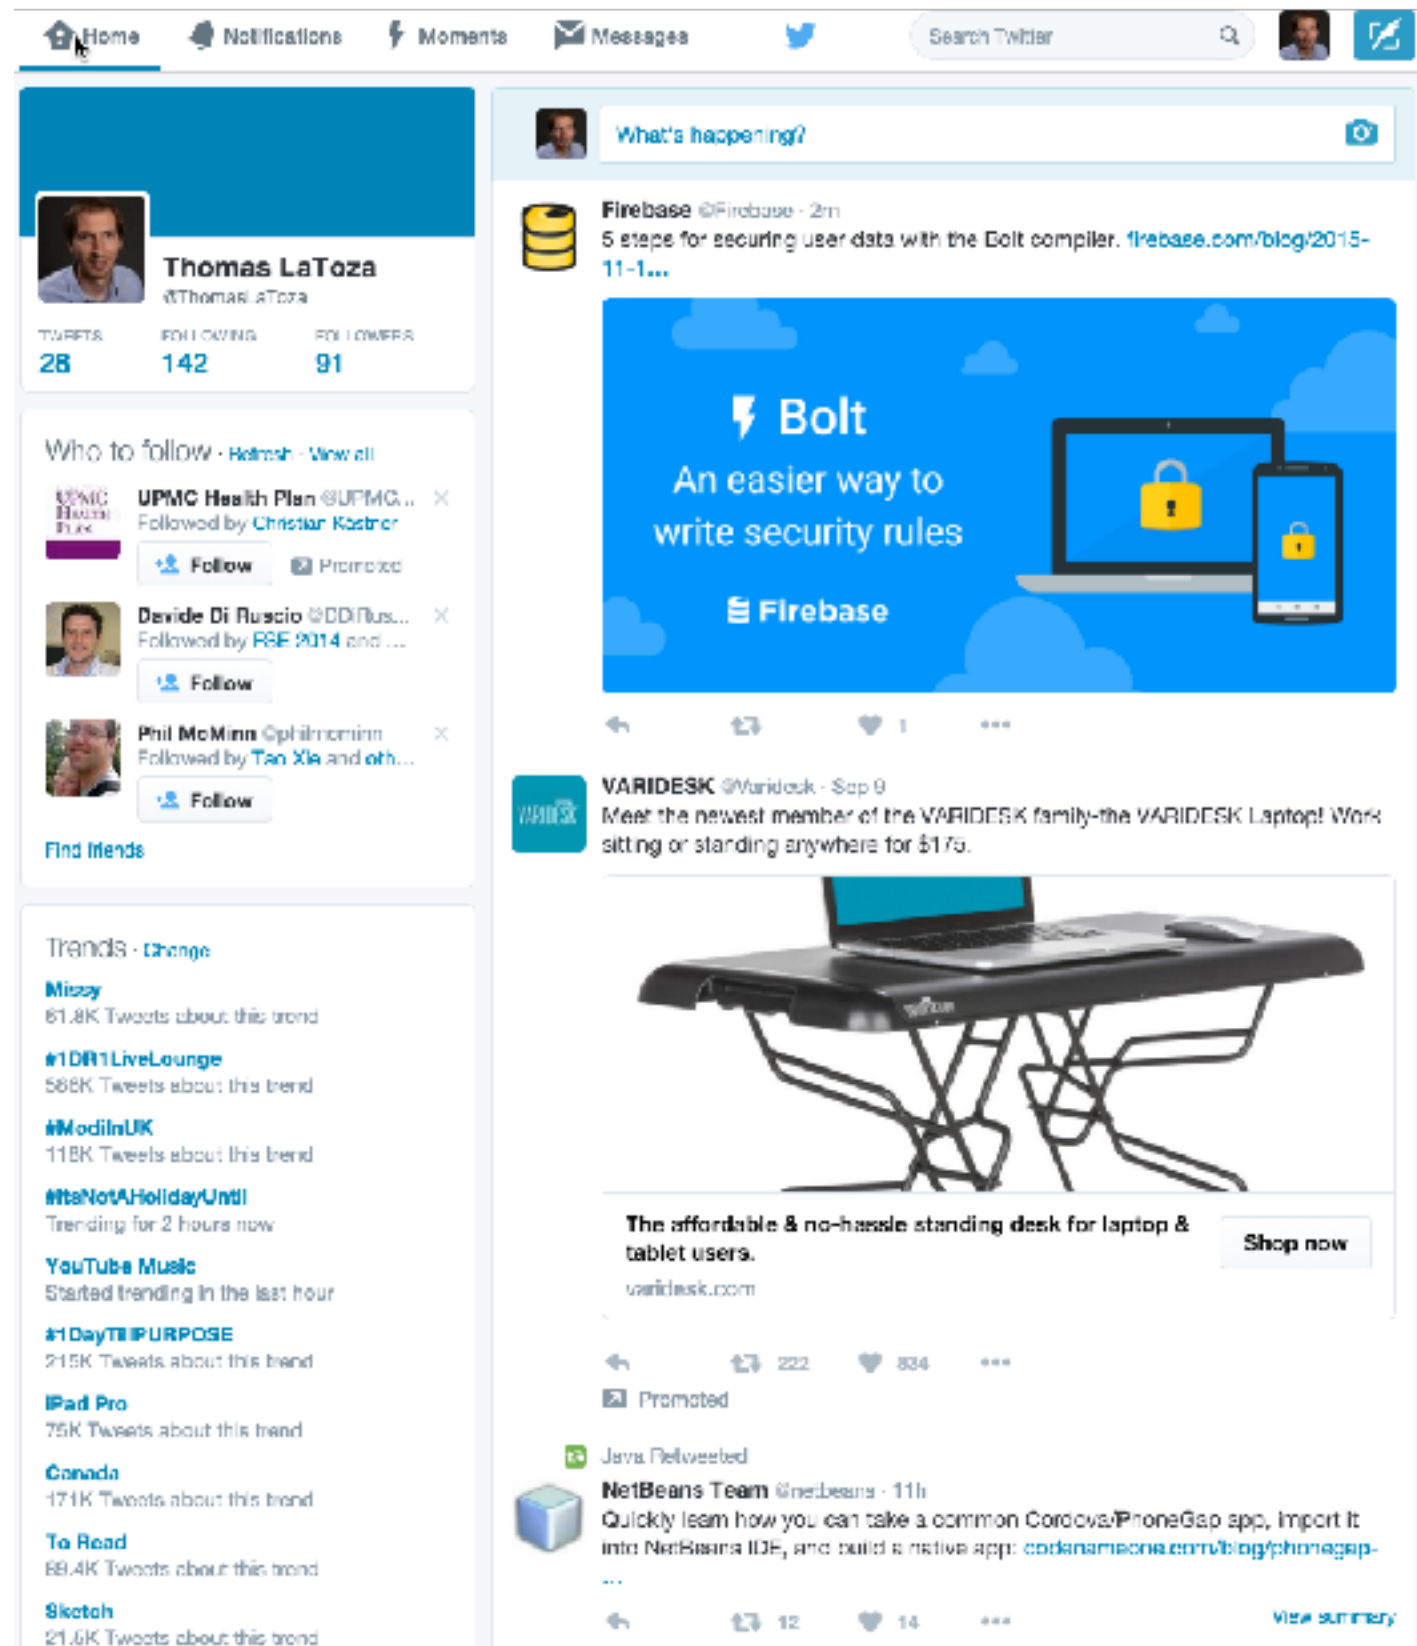 Home
Notifications
Moments
Messages
Search Twitter
What's happening?
Thomas LaToza
@ThomasLaToza
TWEETS
FOLLOWING
FOLLOWERS
28
142
91
Who to follow · Refresh · View all
UPMC Health Plan @UPMC...
Followed by Christian Kästner
Follow
Promoted
UPMC
HEALTH
PLAN
Davide Di Ruscio @DDiRus...
Followed by FSE 2014 and ...
Follow
Phil McMinn @philmcminn
Followed by Tao Xie and oth...
Follow
Find friends
Trends · Change
Missy
61.8K Tweets about this trend
#1DR1LiveLounge
566K Tweets about this trend
#ModiInUK
118K Tweets about this trend
#ItsNotAHolidayUntil
Trending for 2 hours now
YouTube Music
Started trending in the last hour
#1DayTillPURPOSE
215K Tweets about this trend
iPad Pro
75K Tweets about this trend
Canada
171K Tweets about this trend
To Read
89.4K Tweets about this trend
Sketch
21.5K Tweets about this trend
Firebase @Firebase · 2m
5 steps for securing user data with the Bolt compiler. firebase.com/blog/2015-
11-1...
Bolt
An easier way to
write security rules
Firebase
1
VARIDESK @Varidesk · Sep 9
VARIDESK
Meet the newest member of the VARIDESK family-the VARIDESK Laptop! Work
sitting or standing anywhere for $175.
The affordable & no-hassle standing desk for laptop &
tablet users.
Shop now
varidesk.com
222
834
Promoted
Java Retweeted
NetBeans Team @netbeans · 11h
Quickly learn how you can take a common Cordova/PhoneGap app, import it
into NetBeans IDE, and build a native app: codenameone.com/blog/phonegap-
...
12
14
View summary